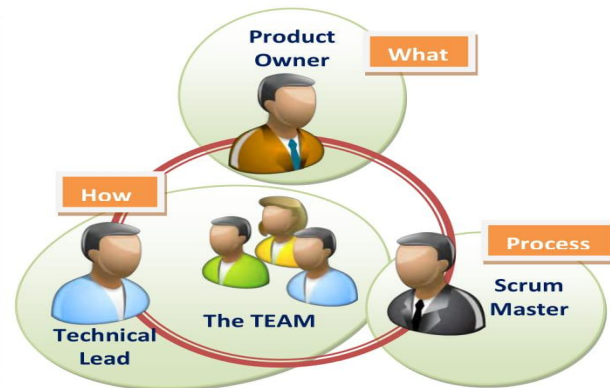 Product
Owner
What
How
Process
Scrum
Master
The TEAM
Technical
Lead